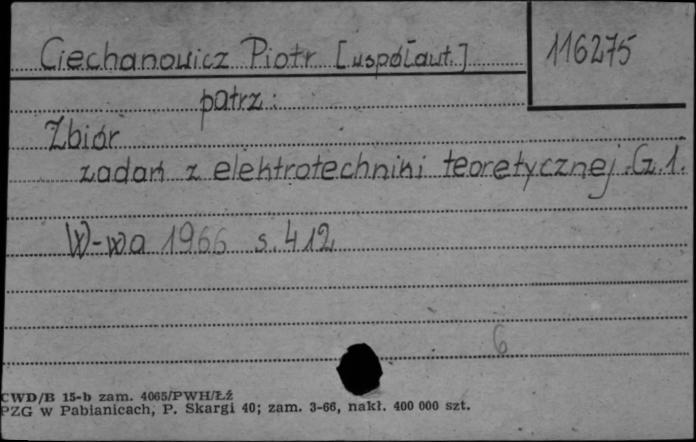 Ciechanowicz Piotr [współaut.] 116275
patrz:
Zbiór
zadań z elektrotechniki teoretycznej. Cz. 1.
W-wa 1966 s. 412
6
CWD/B 15-b zam. 4065/PWH/Łź
PZG w Pabianicach, P. Skargi 40; zam. 3-66, nakł. 400 000 szt.